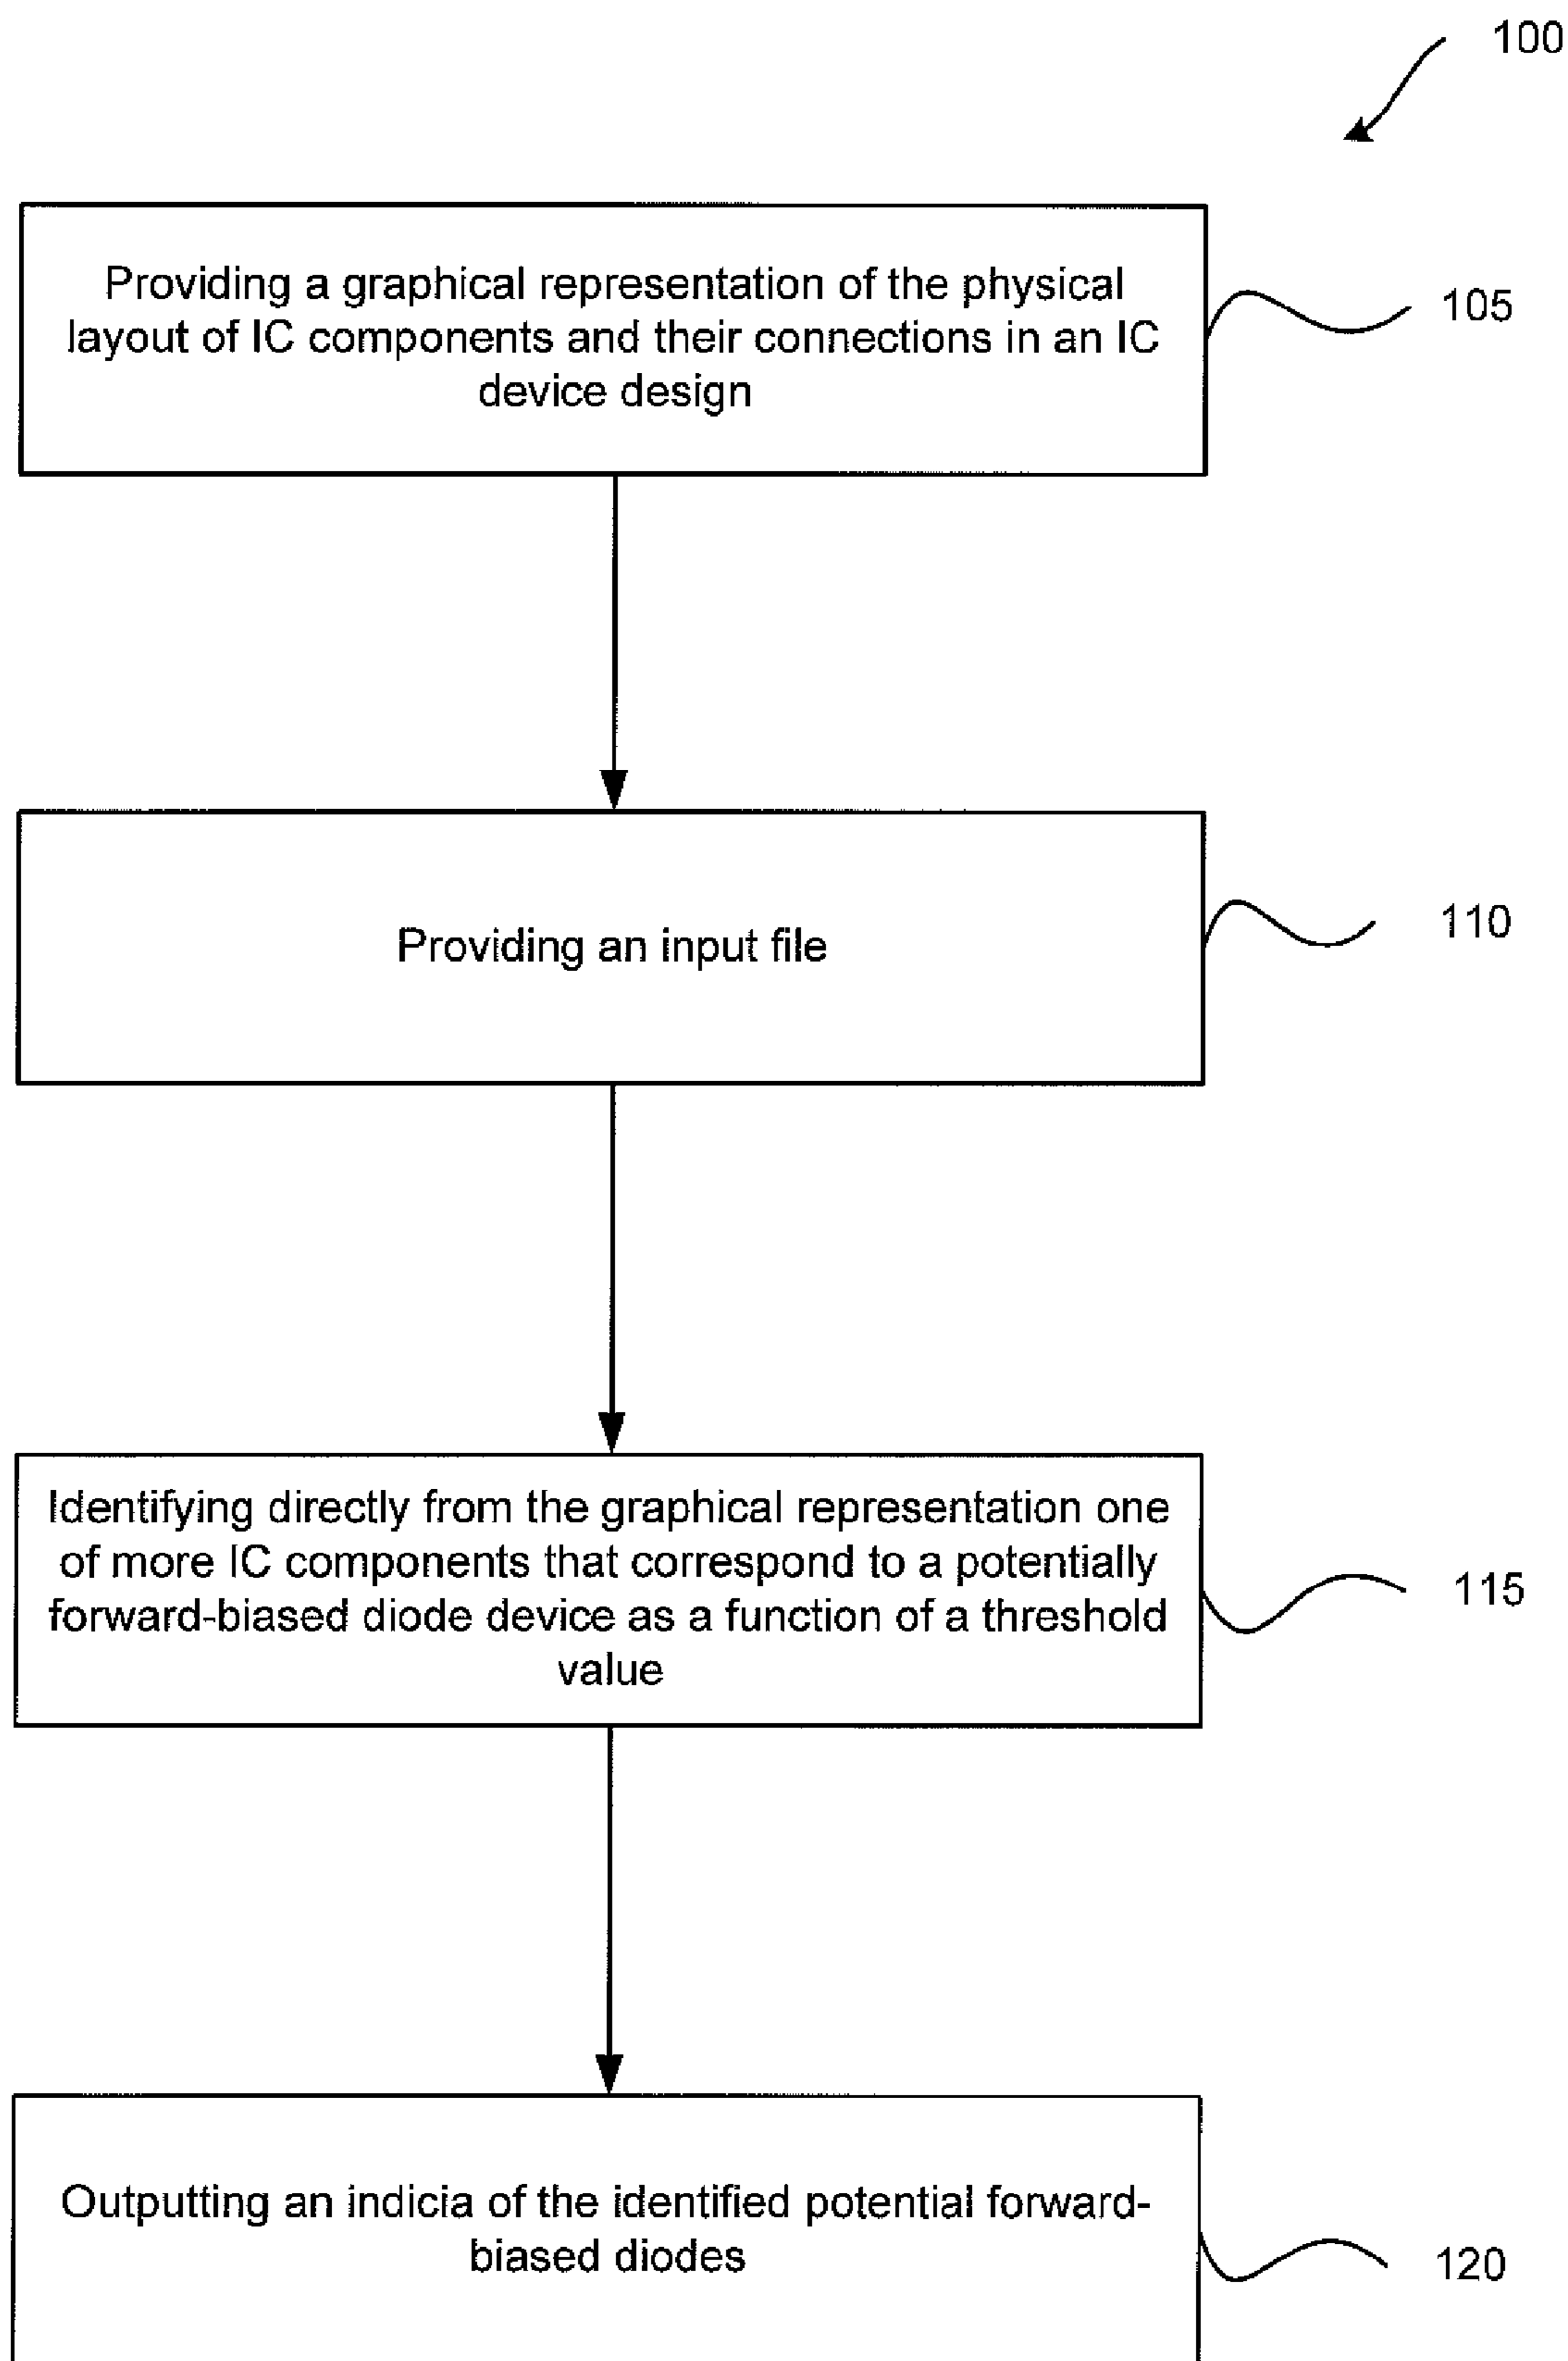 100
Providing a graphical representation of the physical
layout of IC components and their connections in an IC
device design
105
Providing an input file
110
Identifying directly from the graphical representation one
of more IC components that correspond to a potentially
forward-biased diode device as a function of a threshold
value
115
Outputting an indicia of the identified potential forward-
biased diodes
120